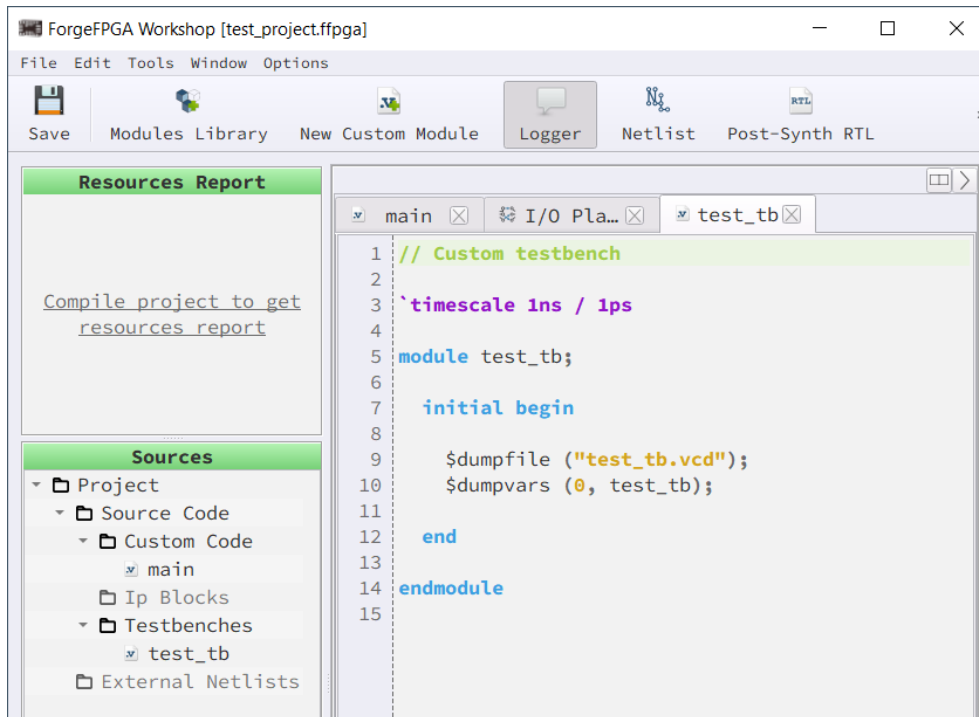 ForgeFPGA Workshop [test_project.ffpga]
File Edit Tools Window Options
Save Modules Library New Custom Module Logger Netlist RTL Post-Synth RTL
Resources Report
Compile project to get
resources report
Sources
Project
Source Code
Custom Code
main
Ip Blocks
Testbenches
test_tb
External Netlists
main I/O Pla… test_tb
1 // Custom testbench
2
3 `timescale 1ns / 1ps
4
5 module test_tb;
6
7 initial begin
8
9 $dumpfile ("test_tb.vcd");
10 $dumpvars (0, test_tb);
11
12 end
13
14 endmodule
15